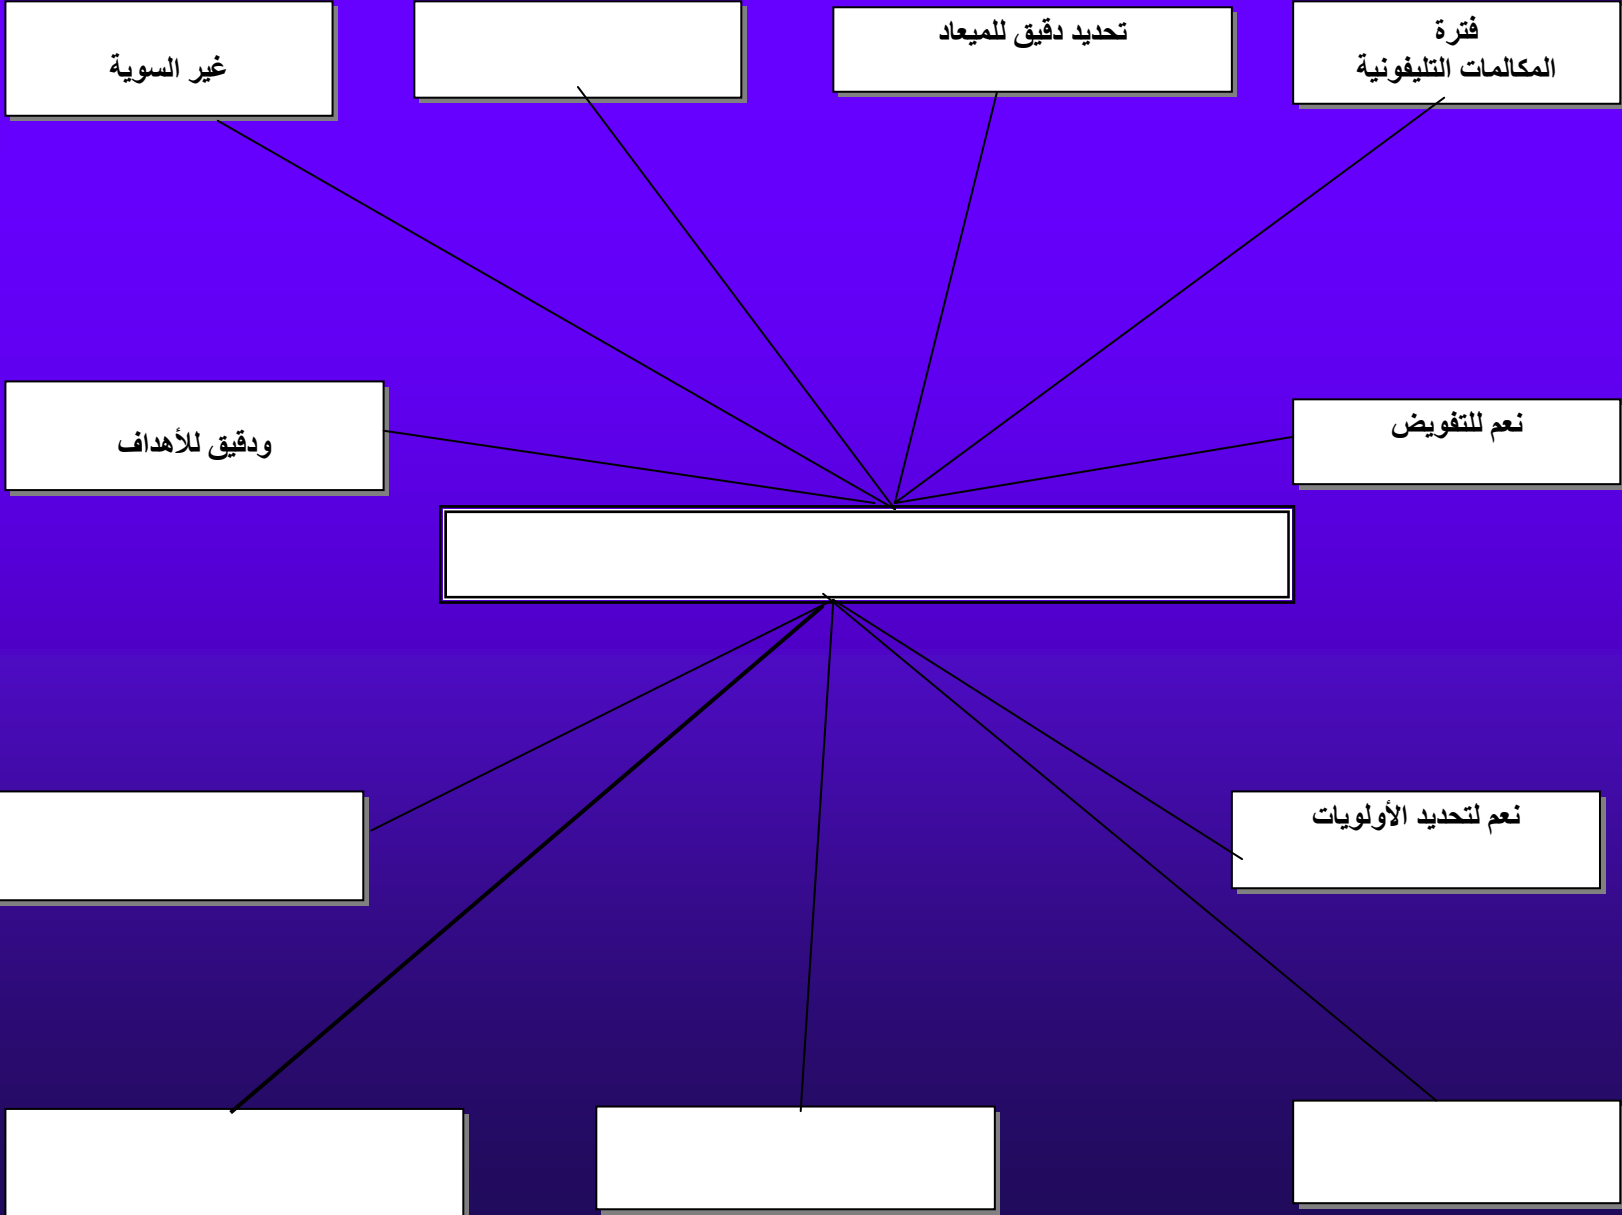 فترة
المكالمات التليفونية
تحديد دقيق للميعاد
غير السوية
نعم للتفويض
ودقيق للأهداف
نعم لتحديد الأولويات